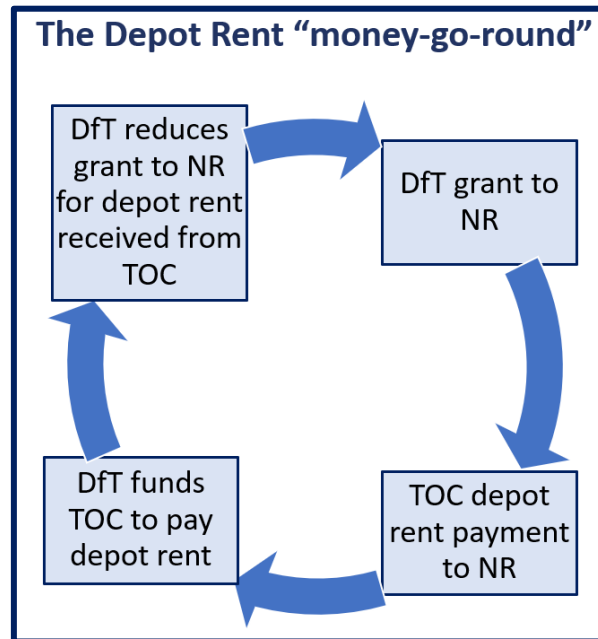 The Depot Rent “money-go-round”
DfT reduces
grant to NR
for depot rent
received from
TOC
DfT grant to
NR
TOC depot
rent payment
to NR
DfT funds
TOC to pay
depot rent